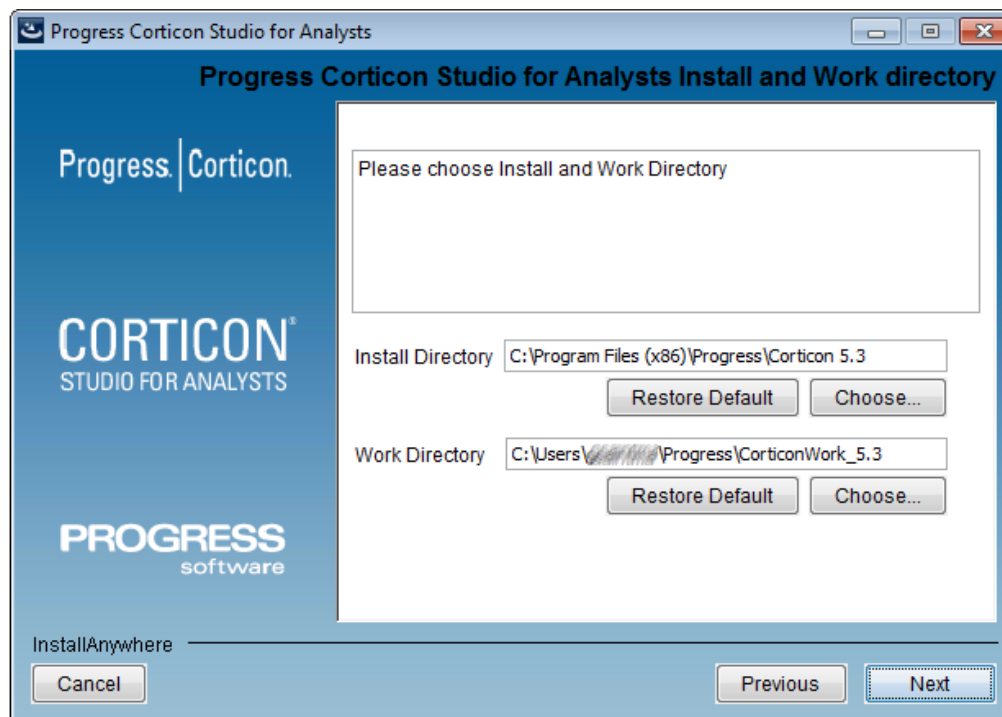 Progress Corticon Studio for Analysts
Progress Corticon Studio for Analysts Install and Work directory
Progress. Corticon.
CORTICON®
STUDIO FOR ANALYSTS
PROGRESS
software
Please choose Install and Work Directory
Install Directory C:\Program Files (x86)\Progress\Corticon 5.3
Restore Default Choose...
Work Directory C:\Users\ \Progress\CorticonWork_5.3
Restore Default Choose...
InstallAnywhere
Cancel Previous Next